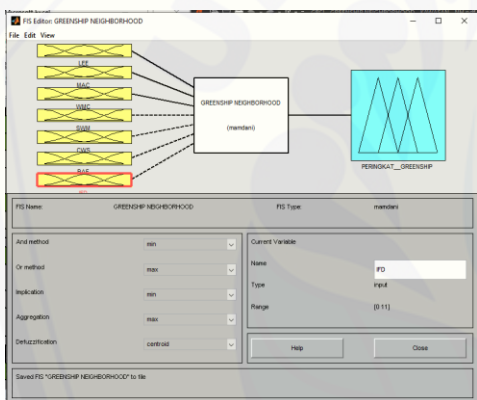 FIS Editor: GREENSHIP NEIGHBORHOOD
File Edit View
LEE
MAC
WMC
SWM
CWS
GREENSHIP NEIGHBORHOOD
(mamdani)
PERINGKAT__GREENSHIP
FIS Name: GREENSHIP NEIGHBORHOOD FIS Type: mamdani
And method min
Or method max
Implication min
Aggregation max
Defuzzification centroid
Current Variable
Name IFD
Type input
Range [0 11]
Help Close
Saved FIS "GREENSHIP NEIGHBORHOOD" to file